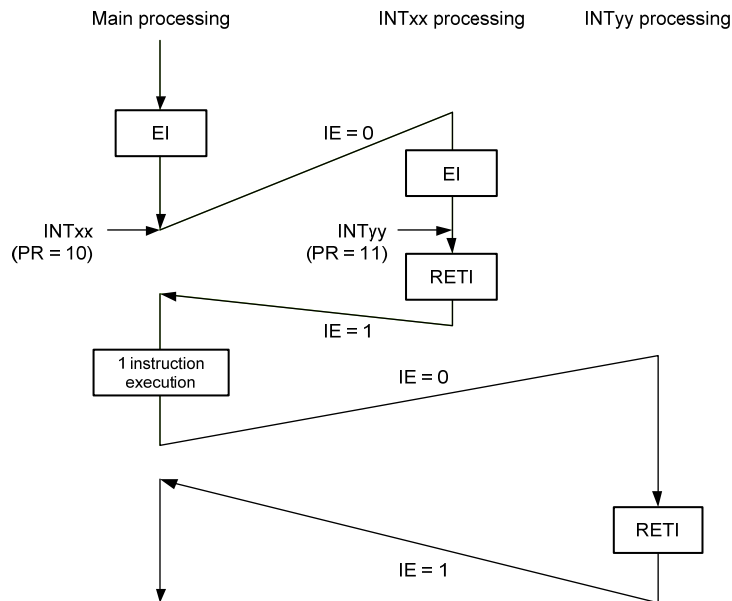 Main processing
INTxx processing
INTyy processing
EI
IE = 0
EI
INTxx
(PR = 10)
INTyy
(PR = 11)
RETI
IE = 1
1 instruction
execution
IE = 0
RETI
IE = 1